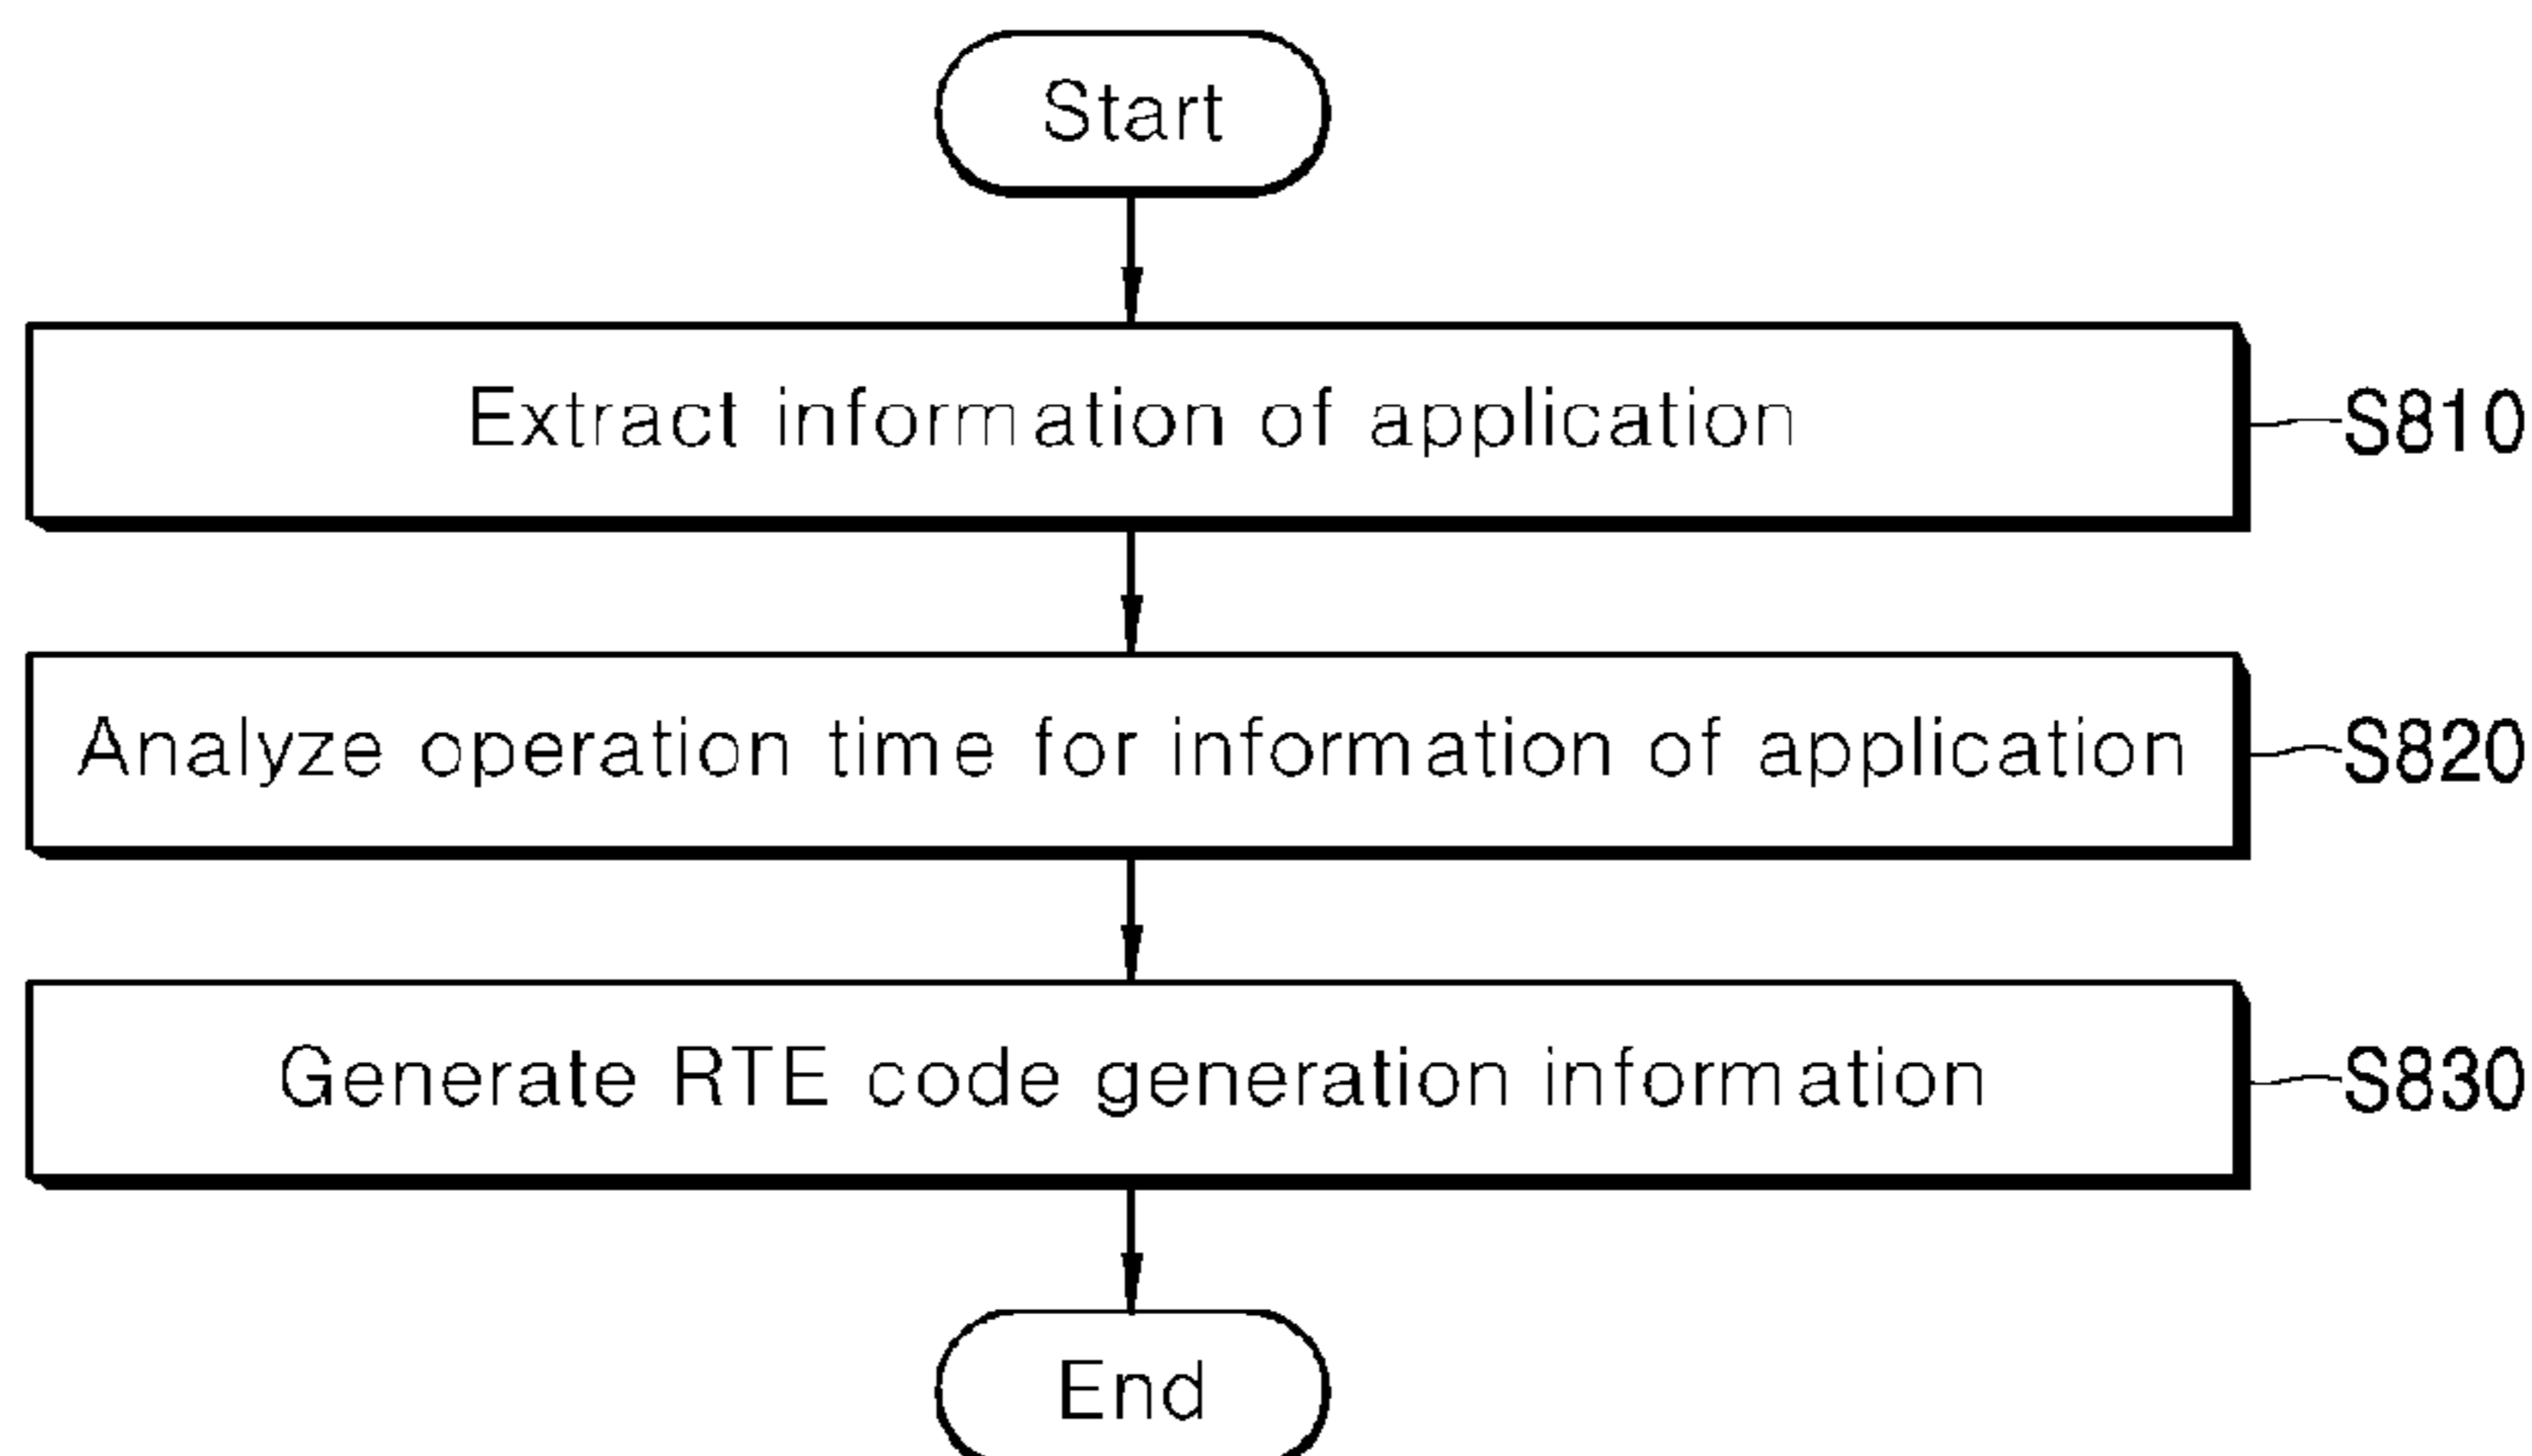 Start
Extract information of application
S810
Analyze operation time for information of application
S820
Generate RTE code generation information
S830
End